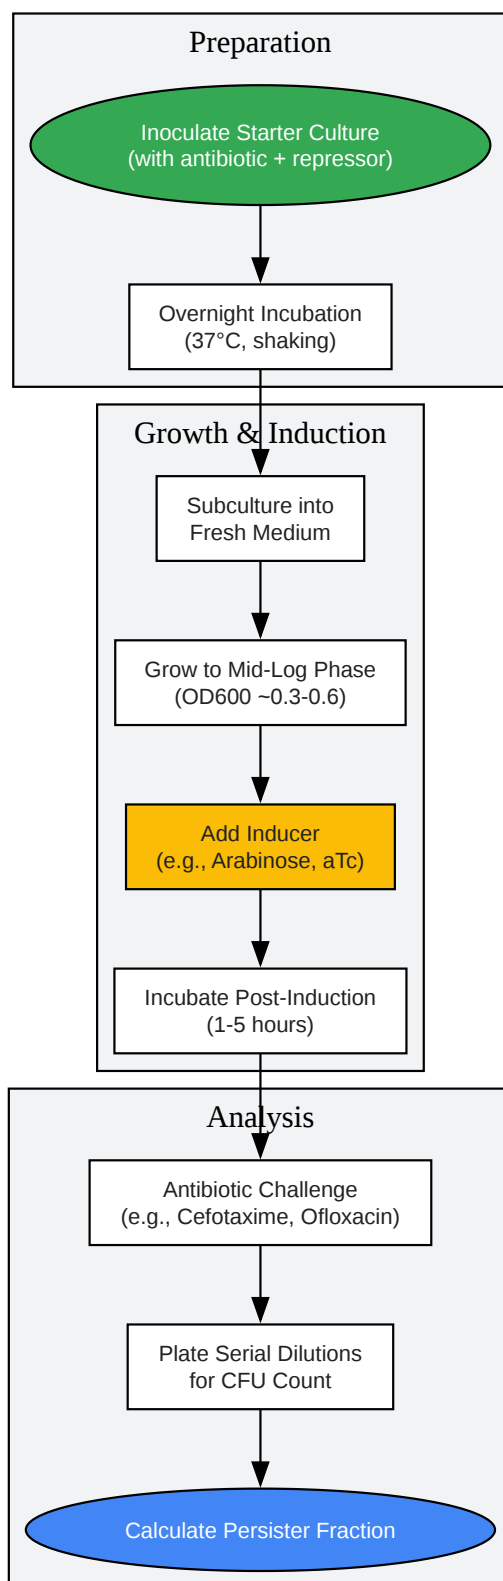 Preparation
Inoculate Starter Culture
(with antibiotic + repressor)
Overnight Incubation
(37°C, shaking)
Growth & Induction
Subculture into
Fresh Medium
Grow to Mid-Log Phase
(OD600 ~0.3-0.6)
Add Inducer
(e.g., Arabinose, aTc)
Incubate Post-Induction
(1-5 hours)
Analysis
Antibiotic Challenge
(e.g., Cefotaxime, Ofloxacin)
Plate Serial Dilutions
for CFU Count
Calculate Persister Fraction